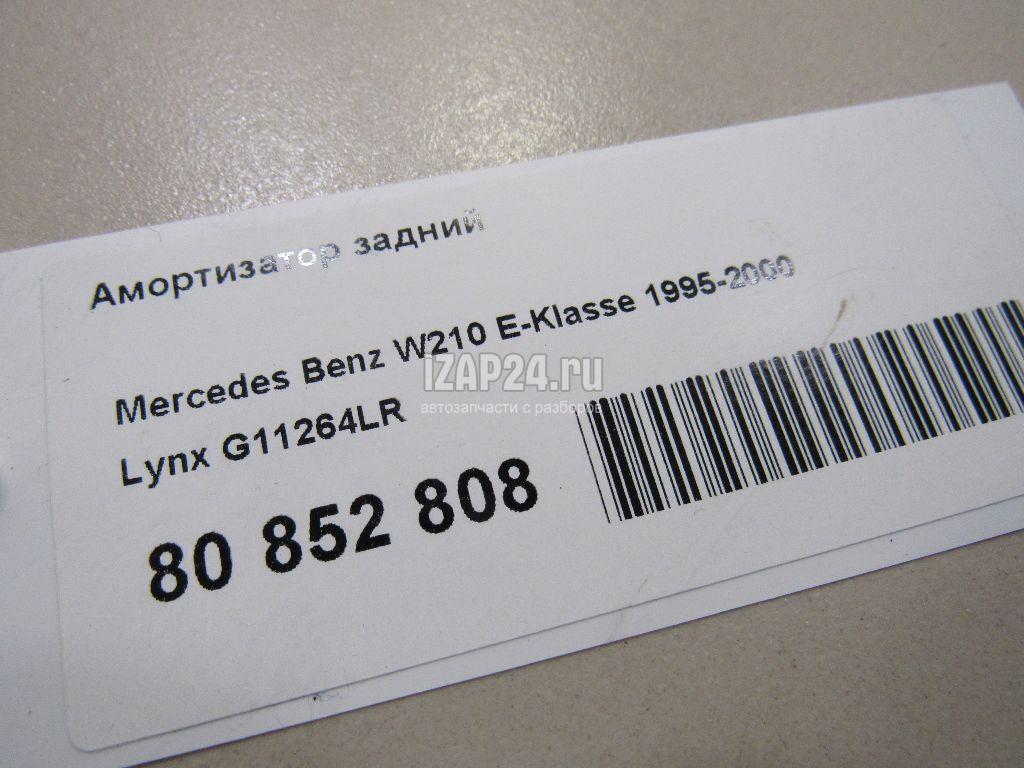 Амортизатор задний
Mercedes Benz W210 E-Klasse 1995-2000
iZAP24.ru
автозапчасти с разборов
Lynx G11264LR
80 852 808